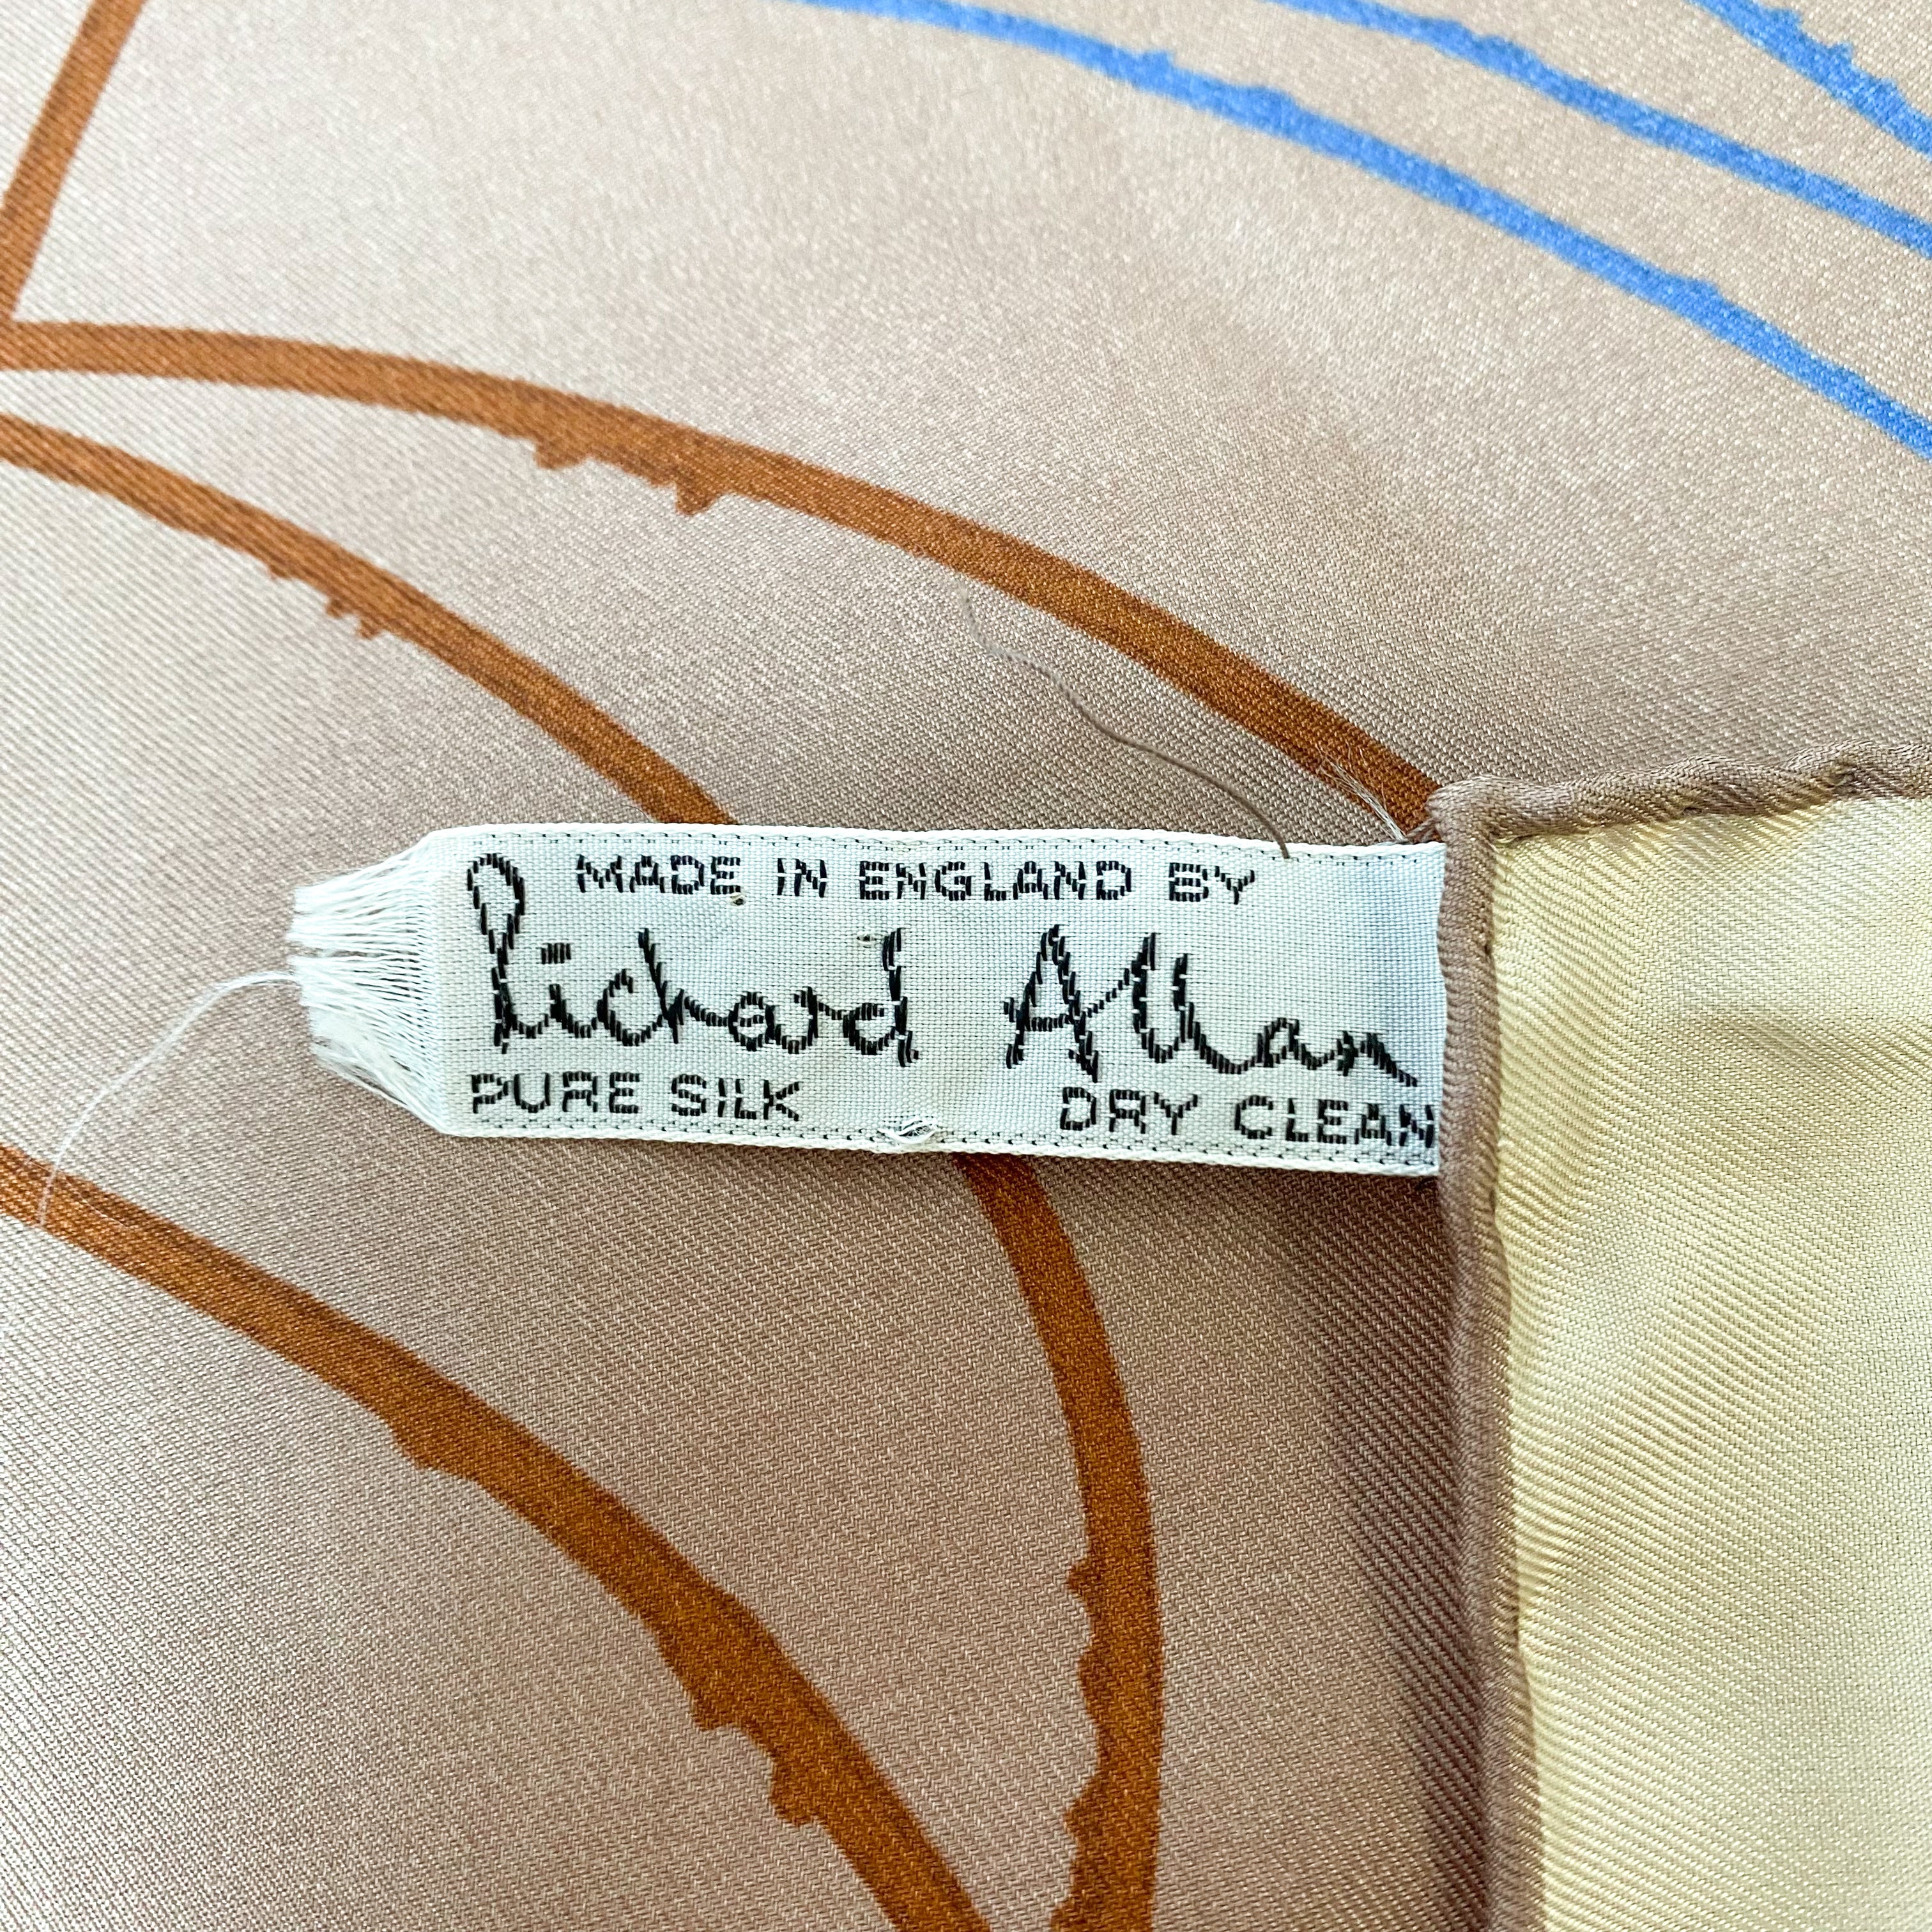 MADE IN ENGLAND BY
Richard Allan
PURE SILK DRY CLEAN